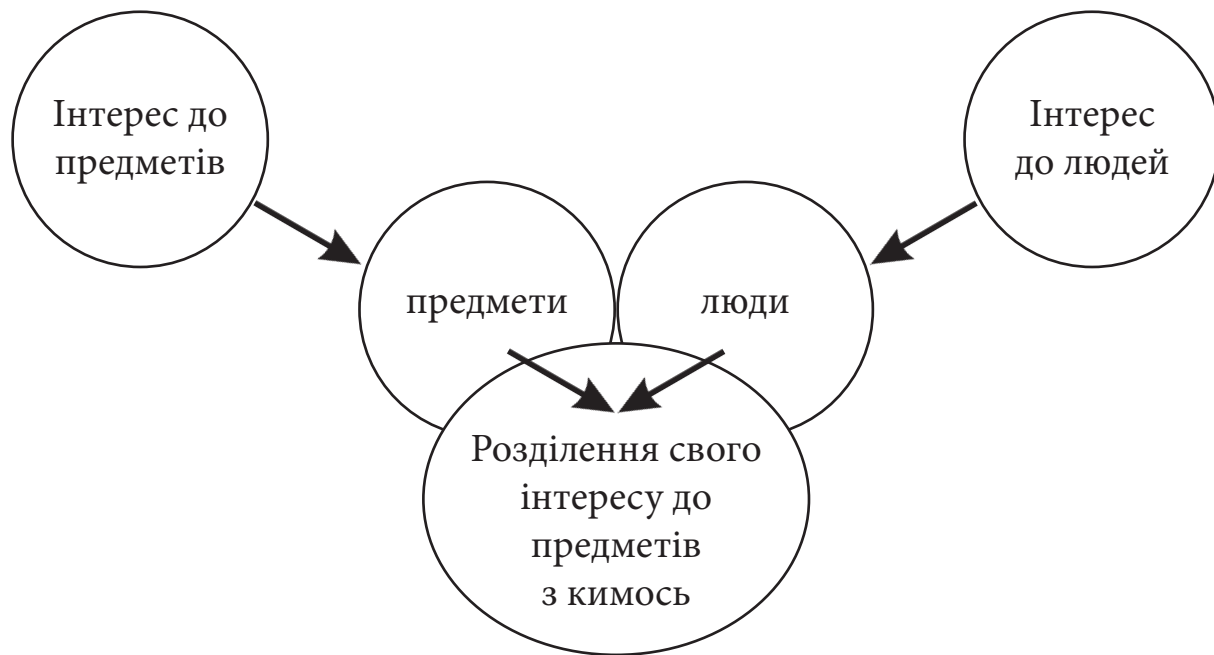 Інтерес до
предметів
Інтерес
до людей
предмети
люди
Розділення свого
інтересу до
предметів
з кимось